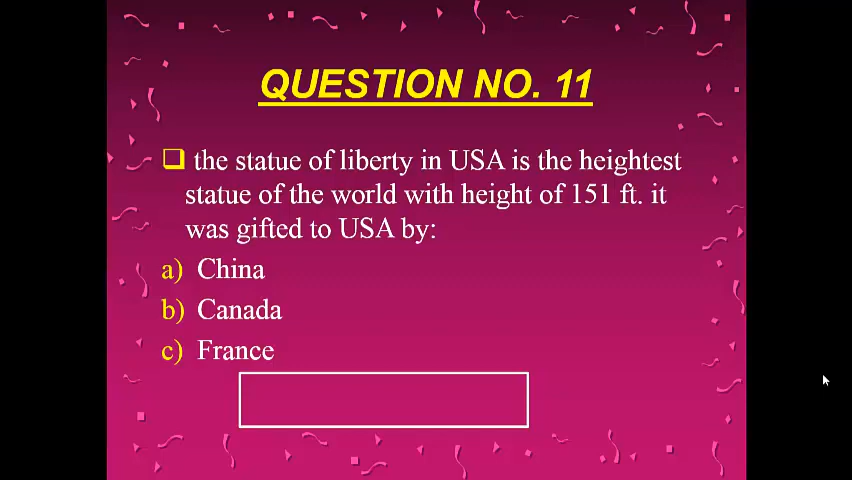 QUESTION NO. 11
the statue of liberty in USA is the heightest
statue of the world with height of 151 ft. it
was gifted to USA by:
a) China
b) Canada
c) France